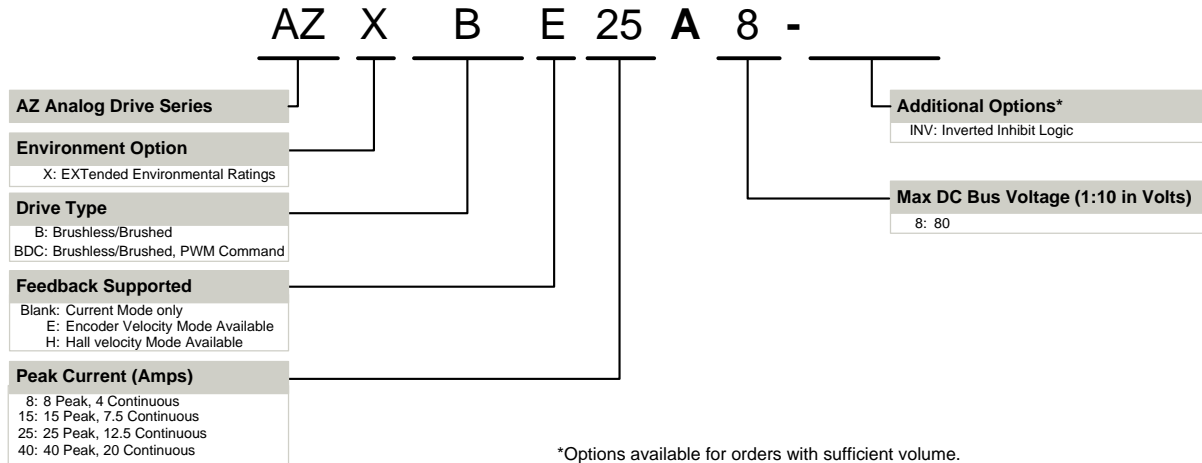 AZ X B E 25 A 8 -
AZ Analog Drive Series
Environment Option
X: EXTended Environmental Ratings
Drive Type
B: Brushless/Brushed
BDC: Brushless/Brushed, PWM Command
Feedback Supported
Blank: Current Mode only
E: Encoder Velocity Mode Available
H: Hall velocity Mode Available
Peak Current (Amps)
8: 8 Peak, 4 Continuous
15: 15 Peak, 7.5 Continuous
25: 25 Peak, 12.5 Continuous
40: 40 Peak, 20 Continuous
Additional Options*
INV: Inverted Inhibit Logic
Max DC Bus Voltage (1:10 in Volts)
8: 80
*Options available for orders with sufficient volume.